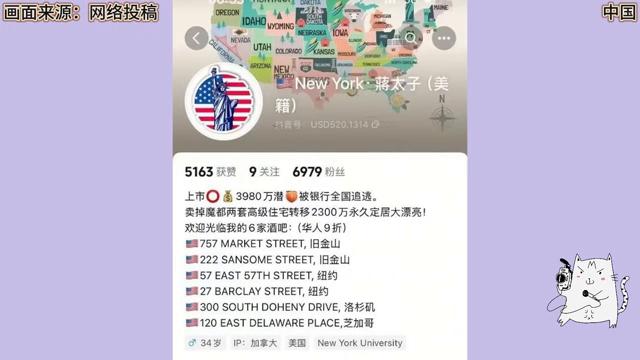 画面来源：网络投稿
中国
IDAHO
WYOMING
SOUTH DAKOTA
OREGON
NEBRASKA
IOWA
NEVADA
UTAH
COLORADO
KANSAS
MISSOURI
ARIZONA
New York·蔣太子（美籍）
抖音号：USD520.1314
5163 获赞 9 关注 6979 粉丝
上市⭕💰3980万潜🍑被银行全国追逃。
卖掉魔都两套高级住宅转移2300万永久定居大漂亮！
欢迎光临我的6家酒吧：（华人9折）
🇺🇸757 MARKET STREET, 旧金山
🇺🇸222 SANSOME STREET, 旧金山
🇺🇸57 EAST 57TH STREET, 纽约
🇺🇸27 BARCLAY STREET, 纽约
🇺🇸300 SOUTH DOHENY DRIVE, 洛杉矶
🇺🇸120 EAST DELAWARE PLACE,芝加哥
♂ 34岁 IP：加拿大 美国 New York University